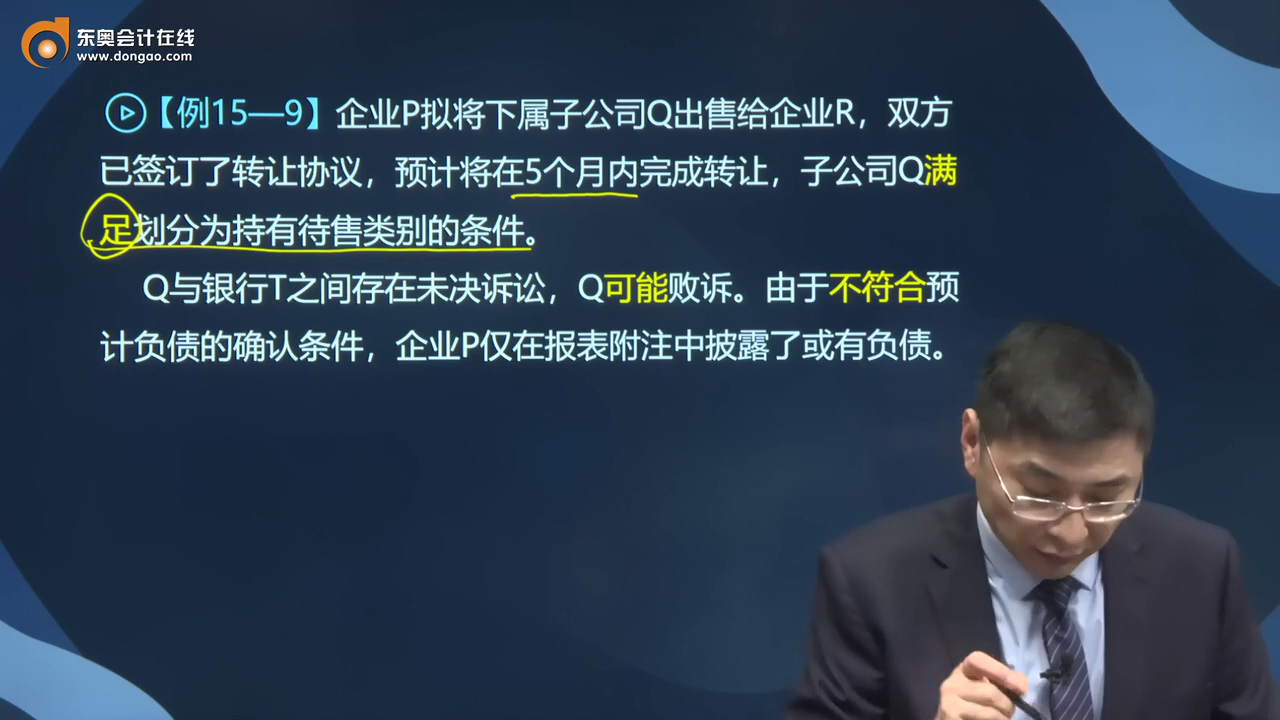 东奥会计在线
www.dongao.com
【例15—9】企业P拟将下属子公司Q出售给企业R，双方
已签订了转让协议，预计将在5个月内完成转让，子公司Q满
足划分为持有待售类别的条件。
Q与银行T之间存在未决诉讼，Q可能败诉。由于不符合预
计负债的确认条件，企业P仅在报表附注中披露了或有负债。